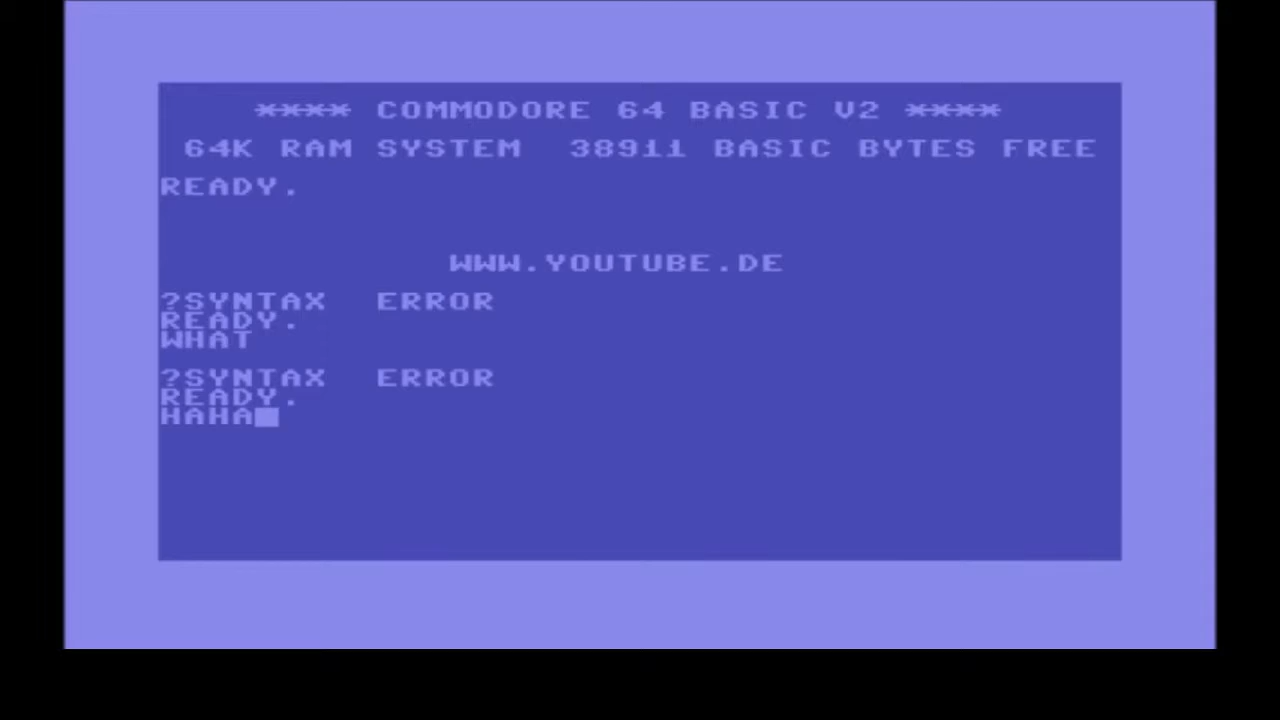 **** COMMODORE 64 BASIC V2 ****
64K RAM SYSTEM  38911 BASIC BYTES FREE
READY.
WWW.YOUTUBE.DE
?SYNTAX  ERROR
READY.
WHAT
?SYNTAX  ERROR
READY.
HAHA